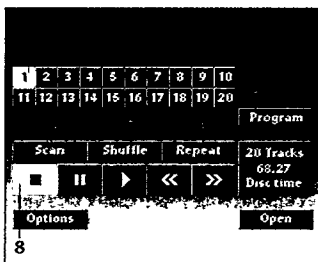 1 2 3 4 5 6 7 8 9 10
11 12 13 14 15 16 17 18 19 20
Program
Scan Shuffle Repeat
20 Tracks
68.27
Disc time
Options Open
8